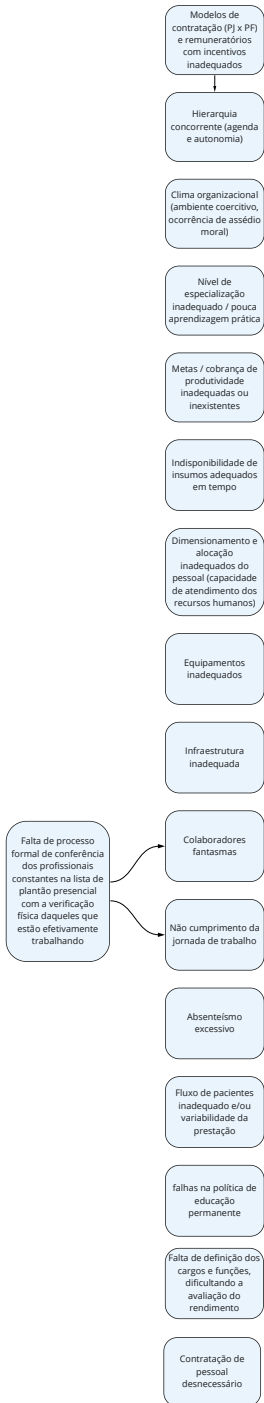 Modelos de
contratação (PJ x PF)
e remuneratórios
com incentivos
inadequados
Hierarquia
concorrente (agenda
e autonomia)
Clima organizacional
(ambiente coercitivo,
ocorrência de assédio
moral)
Nível de
especialização
inadequado / pouca
aprendizagem prática
Metas / cobrança de
produtividade
inadequadas ou
inexistentes
Indisponibilidade de
insumos adequados
em tempo
Dimensionamento e
alocação
inadequados do
pessoal (capacidade
de atendimento dos
recursos humanos)
Equipamentos
inadequados
Infraestrutura
inadequada
Falta de processo
formal de conferência
dos profissionais
constantes na lista de
plantão presencial
com a verificação
física daqueles que
estão efetivamente
trabalhando
Colaboradores
fantasmas
Não cumprimento da
jornada de trabalho
Absenteísmo
excessivo
Fluxo de pacientes
inadequado e/ou
variabilidade da
prestação
falhas na política de
educação
permanente
Falta de definição dos
cargos e funções,
dificultando a
avaliação do
rendimento
Contratação de
pessoal
desnecessário